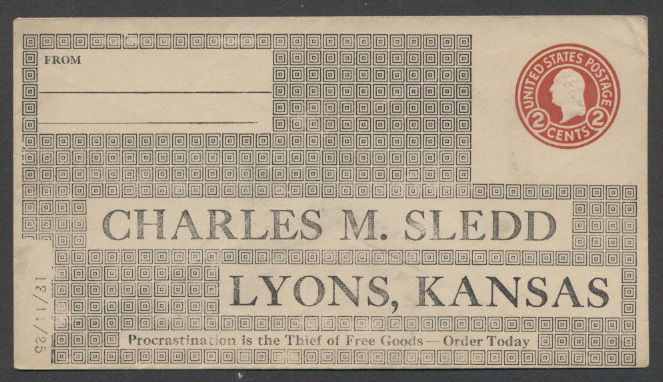 FROM
UNITED STATES POSTAGE
2 CENTS 2
CHARLES M. SLEDD
LYONS, KANSAS
Procrastination is the Thief of Free Goods—Order Today